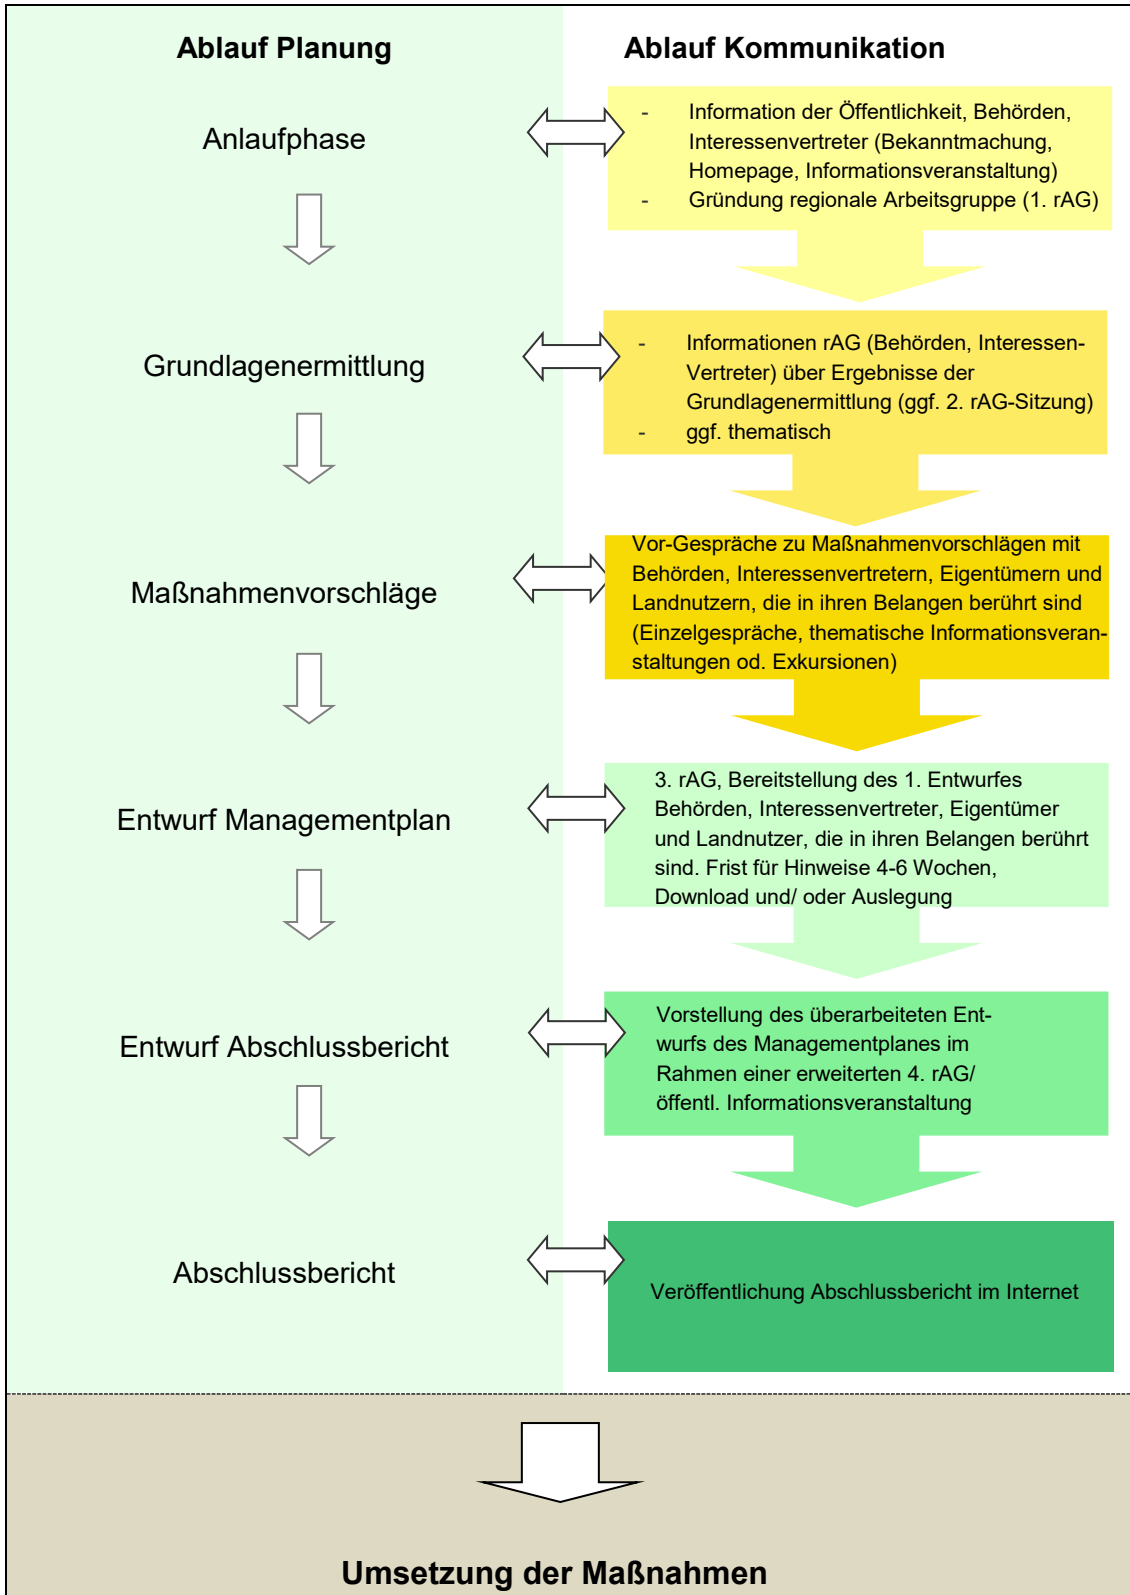 Ablauf Planung
Ablauf Kommunikation
Anlaufphase
- Information der Öffentlichkeit, Behörden,
Interessenvertreter (Bekanntmachung,
Homepage, Informationsveranstaltung)
- Gründung regionale Arbeitsgruppe (1. rAG)
Grundlagenermittlung
- Informationen rAG (Behörden, Interessen-
Vertreter) über Ergebnisse der
Grundlagenermittlung (ggf. 2. rAG-Sitzung)
- ggf. thematisch
Maßnahmenvorschläge
Vor-Gespräche zu Maßnahmenvorschlägen mit
Behörden, Interessenvertretern, Eigentümern und
Landnutzern, die in ihren Belangen berührt sind
(Einzelgespräche, thematische Informationsveran-
staltungen od. Exkursionen)
Entwurf Managementplan
3. rAG, Bereitstellung des 1. Entwurfes
Behörden, Interessenvertreter, Eigentümer
und Landnutzer, die in ihren Belangen berührt
sind. Frist für Hinweise 4-6 Wochen,
Download und/ oder Auslegung
Entwurf Abschlussbericht
Vorstellung des überarbeiteten Ent-
wurfs des Managementplanes im
Rahmen einer erweiterten 4. rAG/
öffentl. Informationsveranstaltung
Abschlussbericht
Veröffentlichung Abschlussbericht im Internet
Umsetzung der Maßnahmen